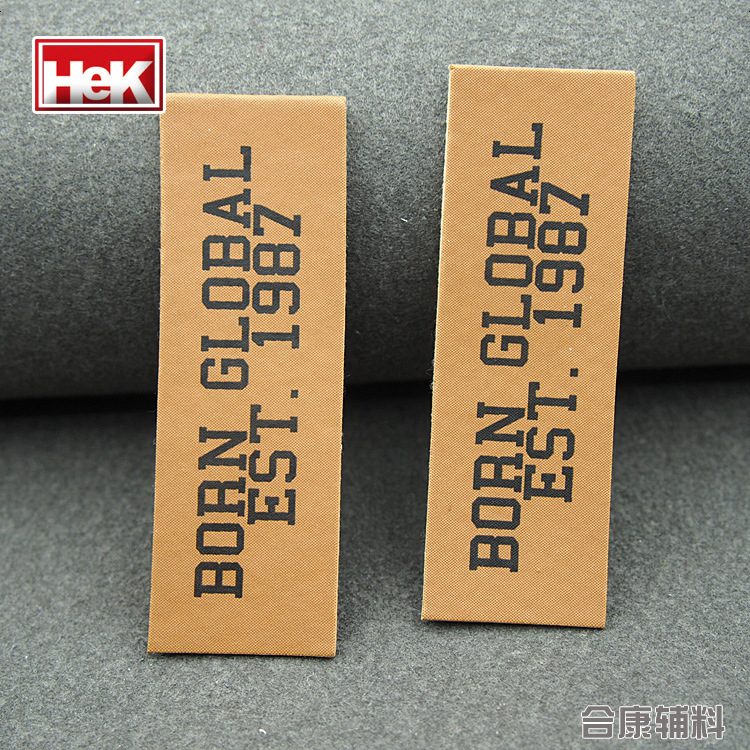 HeK
BORN GLOBAL
EST. 1987
BORN GLOBAL
EST. 1987
合康辅料